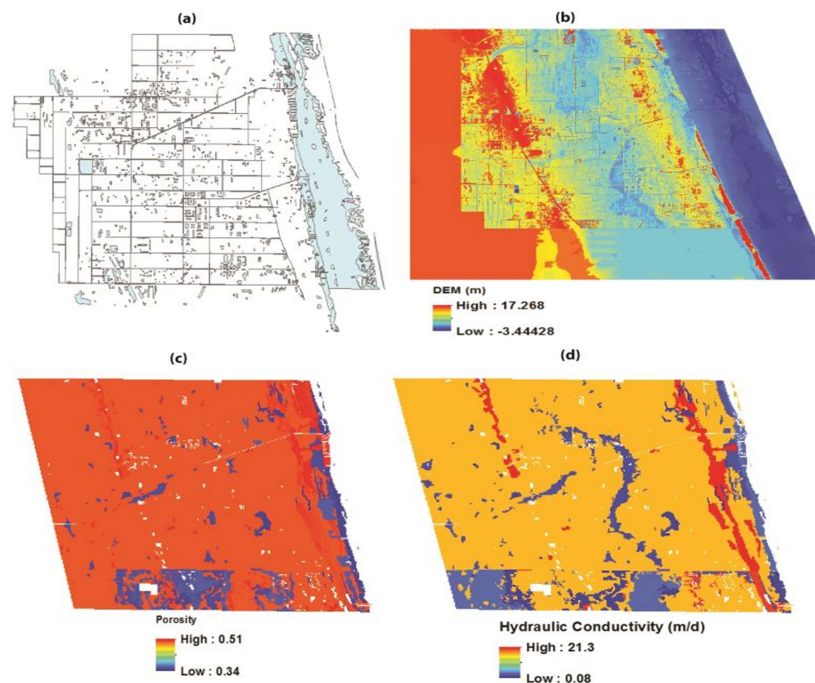 (a)
(b)
DEM (m)
High : 17.268
Low : -3.44428
(c)
(d)
Porosity
High : 0.51
Low : 0.34
Hydraulic Conductivity (m/d)
High : 21.3
Low : 0.08